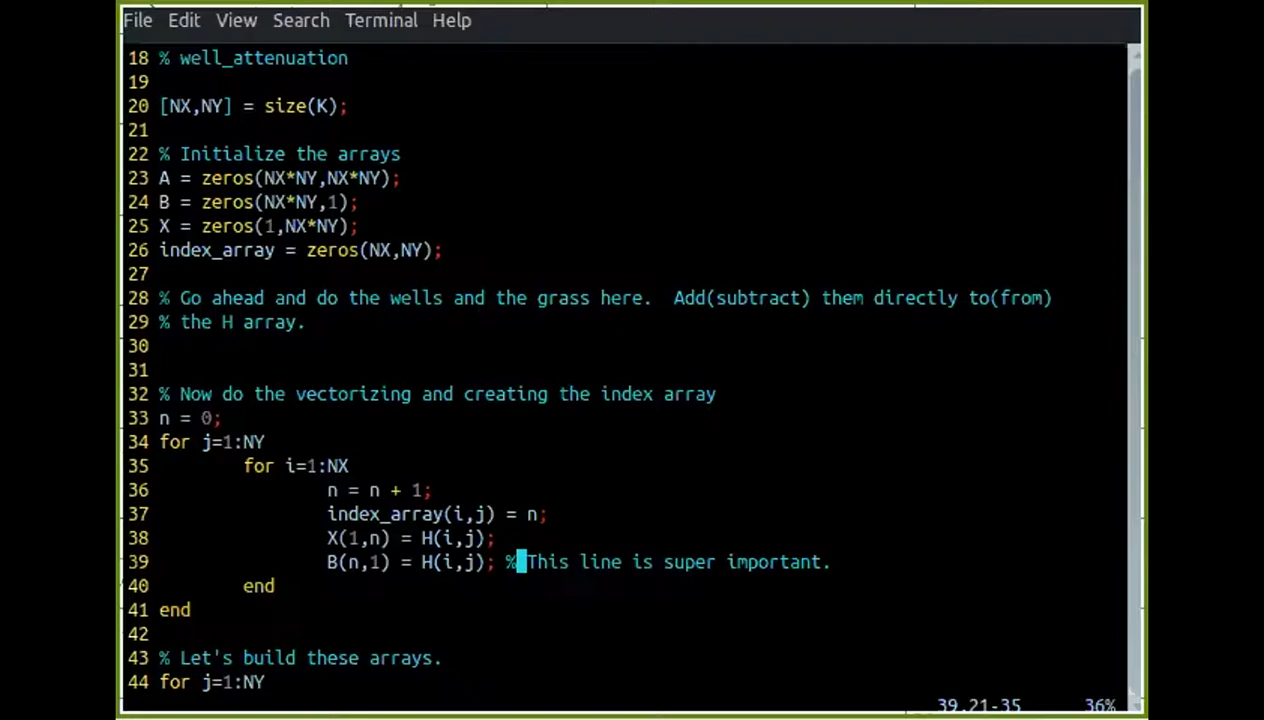 File Edit View Search Terminal Help
18 % well_attenuation
19
20 [NX,NY] = size(K);
21
22 % Initialize the arrays
23 A = zeros(NX*NY,NX*NY);
24 B = zeros(NX*NY,1);
25 X = zeros(1,NX*NY);
26 index_array = zeros(NX,NY);
27
28 % Go ahead and do the wells and the grass here.  Add(subtract) them directly to(from)
29 % the H array.
30
31
32 % Now do the vectorizing and creating the index array
33 n = 0;
34 for j=1:NY
35         for i=1:NX
36                 n = n + 1;
37                 index_array(i,j) = n;
38                 X(1,n) = H(i,j);
39                 B(n,1) = H(i,j); % This line is super important.
40         end
41 end
42
43 % Let's build these arrays.
44 for j=1:NY
39,21-35 36%